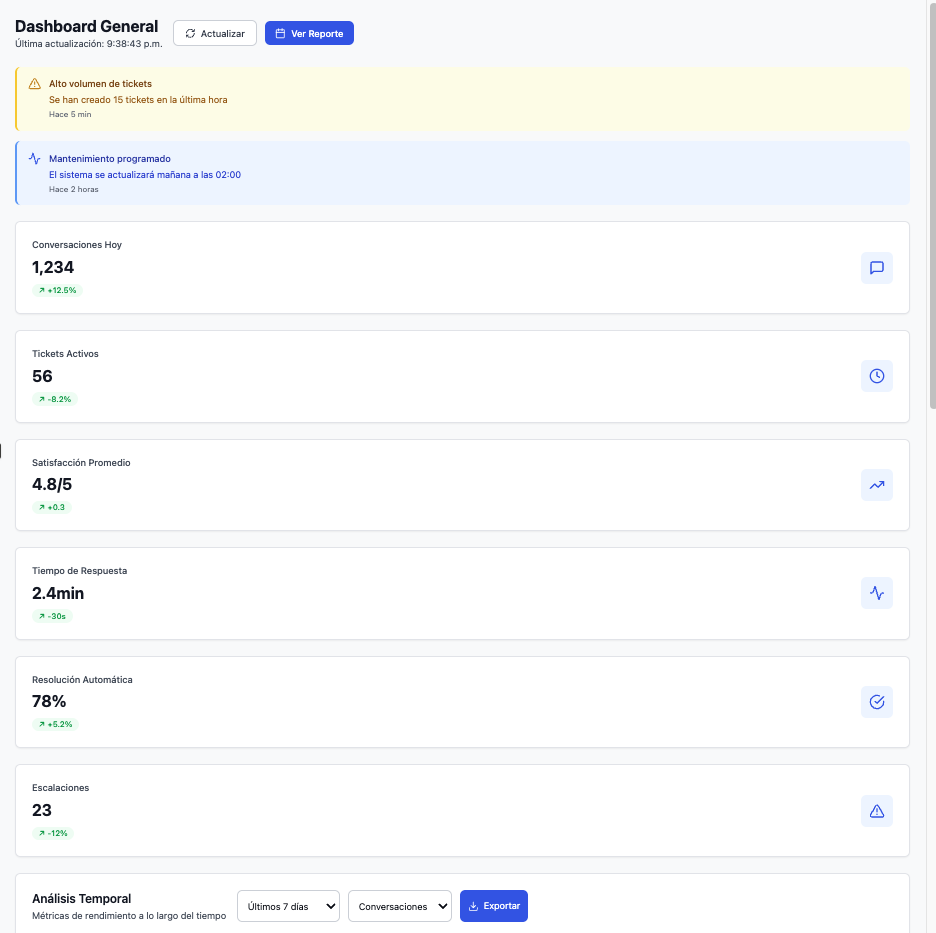 Dashboard General
Última actualización: 9:38:43 p.m.
Actualizar
Ver Reporte
Alto volumen de tickets
Se han creado 15 tickets en la última hora
Hace 5 min
Mantenimiento programado
El sistema se actualizará mañana a las 02:00
Hace 2 horas
Conversaciones Hoy
1,234
+12.5%
Tickets Activos
56
-8.2%
Satisfacción Promedio
4.8/5
+0.3
Tiempo de Respuesta
2.4min
-30s
Resolución Automática
78%
+5.2%
Escalaciones
23
-12%
Análisis Temporal
Métricas de rendimiento a lo largo del tiempo
Últimos 7 días
Conversaciones
Exportar